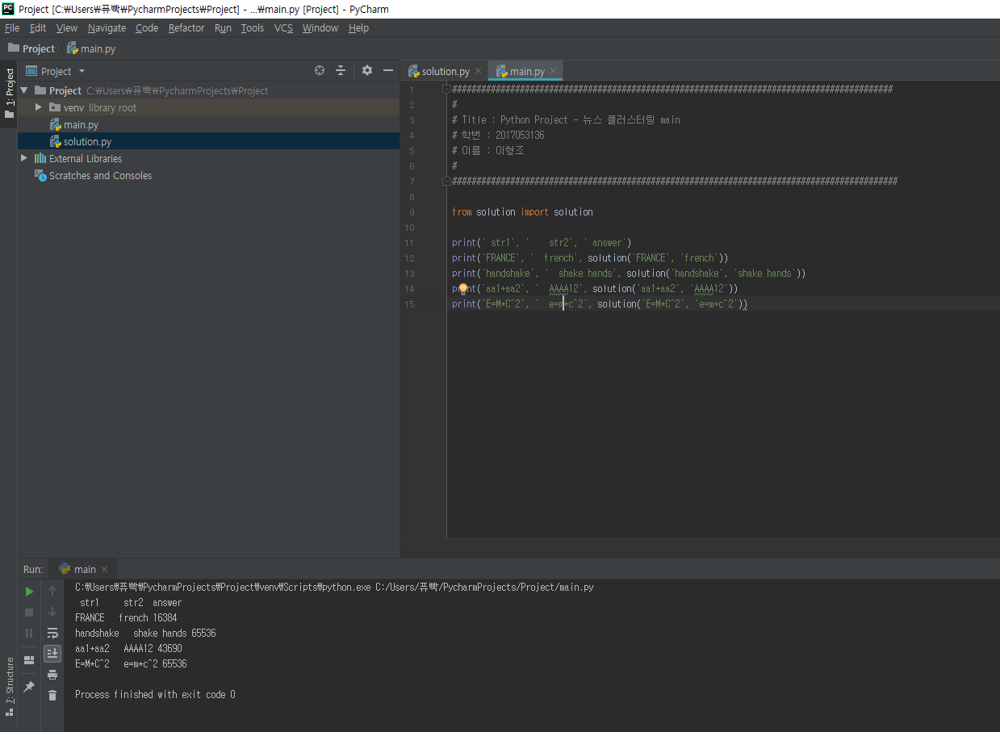 PC Project [C:₩Users₩퓨빡₩PycharmProjects₩Project] - ...₩main.py [Project] - PyCharm
File Edit View Navigate Code Refactor Run Tools VCS Window Help
Project main.py
1: Project
Project
Project C:₩Users₩퓨빡₩PycharmProjects₩Project
venv library root
main.py
solution.py
External Libraries
Scratches and Consoles
solution.py main.py
1 ###########################################################################################
2 #
3 # Title : Python Project - 뉴스 클러스터링 main
4 # 학번 : 2017053136
5 # 이름 : 이형조
6 #
7 ############################################################################################
8
9 from solution import solution
10
11 print(' str1', '    str2', ' answer')
12 print('FRANCE', '  french', solution('FRANCE', 'french'))
13 print('handshake', '  shake hands', solution('handshake', 'shake hands'))
14 print('aa1+aa2', '  AAAA12', solution('aa1+aa2', 'AAAA12'))
15 print('E=M*C^2', '  e=m*c^2', solution('E=M*C^2', 'e=m*c^2'))
Run: main
C:₩Users₩퓨빡₩PycharmProjects₩Project₩venv₩Scripts₩python.exe C:/Users/퓨빡/PycharmProjects/Project/main.py
 str1     str2  answer
FRANCE   french 16384
handshake   shake hands 65536
aa1+aa2   AAAA12 43690
E=M*C^2   e=m*c^2 65536
Process finished with exit code 0
7: Structure